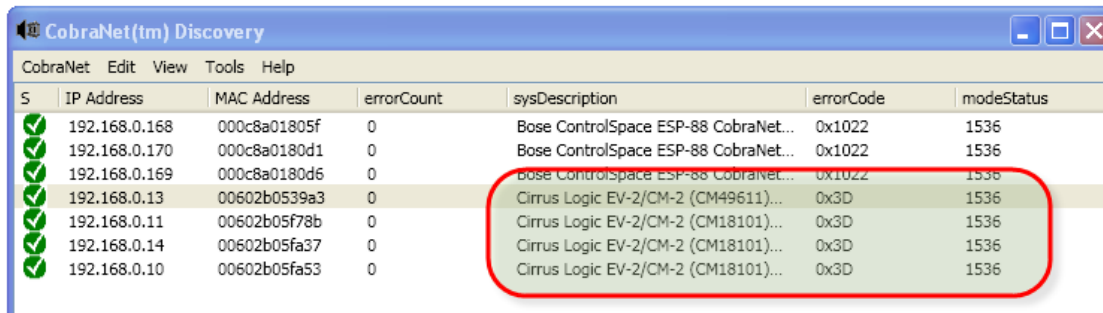 CobraNet(tm) Discovery
CobraNet Edit View Tools Help
S IP Address MAC Address errorCount sysDescription errorCode modeStatus
192.168.0.168 000c8a01805f 0 Bose ControlSpace ESP-88 CobraNet... 0x1022 1536
192.168.0.170 000c8a0180d1 0 Bose ControlSpace ESP-88 CobraNet... 0x1022 1536
192.168.0.169 000c8a0180d6 0 Bose ControlSpace ESP-88 CobraNet... 0x1022 1536
192.168.0.13 00602b0539a3 0 Cirrus Logic EV-2/CM-2 (CM49611)... 0x3D 1536
192.168.0.11 00602b05f78b 0 Cirrus Logic EV-2/CM-2 (CM18101)... 0x3D 1536
192.168.0.14 00602b05fa37 0 Cirrus Logic EV-2/CM-2 (CM18101)... 0x3D 1536
192.168.0.10 00602b05fa53 0 Cirrus Logic EV-2/CM-2 (CM18101)... 0x3D 1536